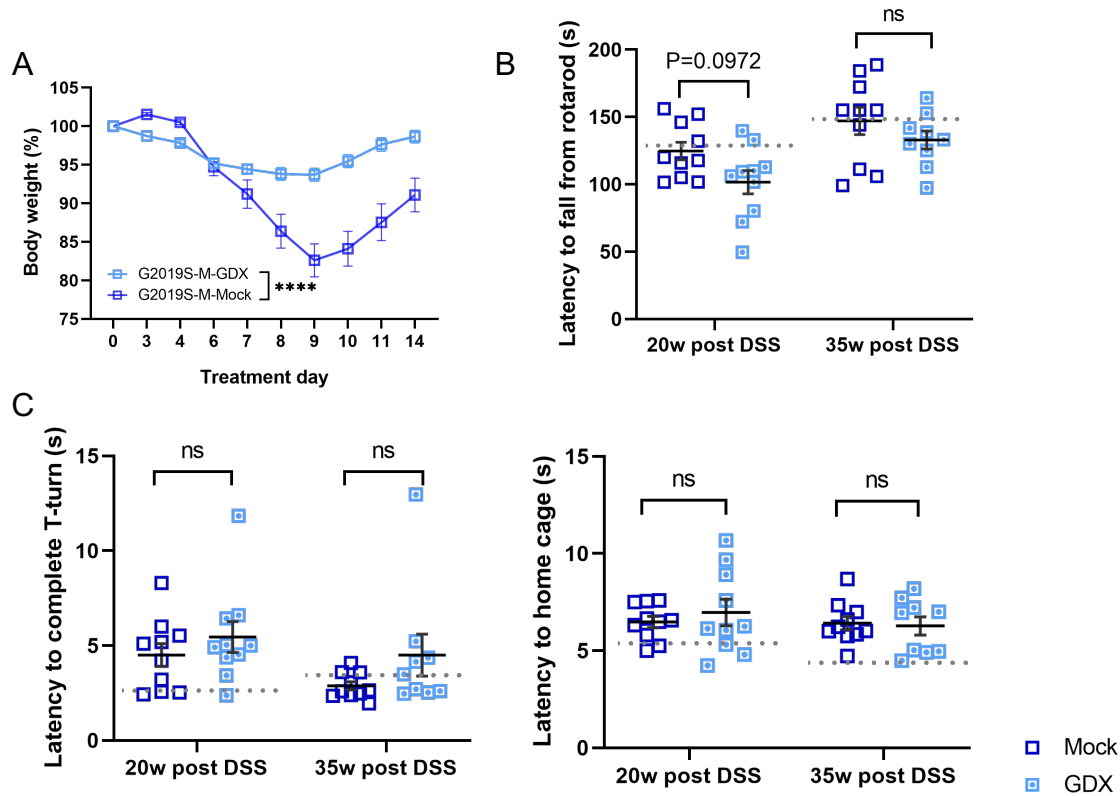 A
Body weight (%)
105
100
95
90
85
80
75
G2019S-M-GDX
G2019S-M-Mock
****
0 3 4 6 7 8 9 10 11 14
Treatment day
B
Latency to fall from rotarod (s)
200
150
100
50
0
P=0.0972
ns
20w post DSS 35w post DSS
C
Latency to complete T-turn (s)
15
10
5
0
ns ns
20w post DSS 35w post DSS
Latency to home cage (s)
15
10
5
0
ns ns
20w post DSS 35w post DSS
Mock
GDX